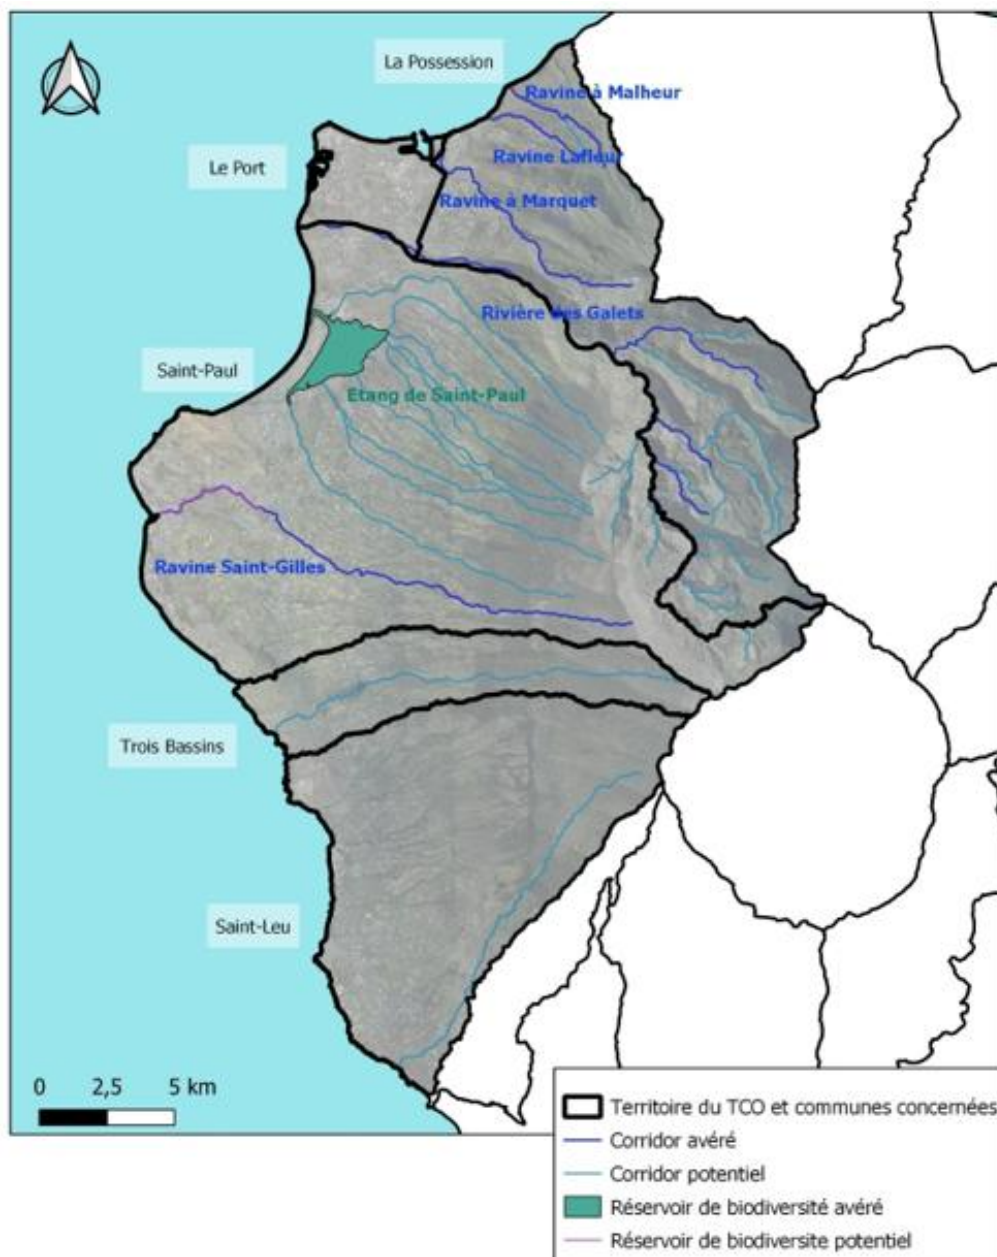 La Possession
Ravine à Malheur
Ravine Lafleur
Le Port
Ravine à Marquet
Rivière des Galets
Saint-Paul
Etang de Saint-Paul
Ravine Saint-Gilles
Trois Bassins
Saint-Leu
0 2,5 5 km
Territoire du TCO et communes concernées
Corridor avéré
Corridor potentiel
Réservoir de biodiversité avéré
Réservoir de biodiversite potentiel